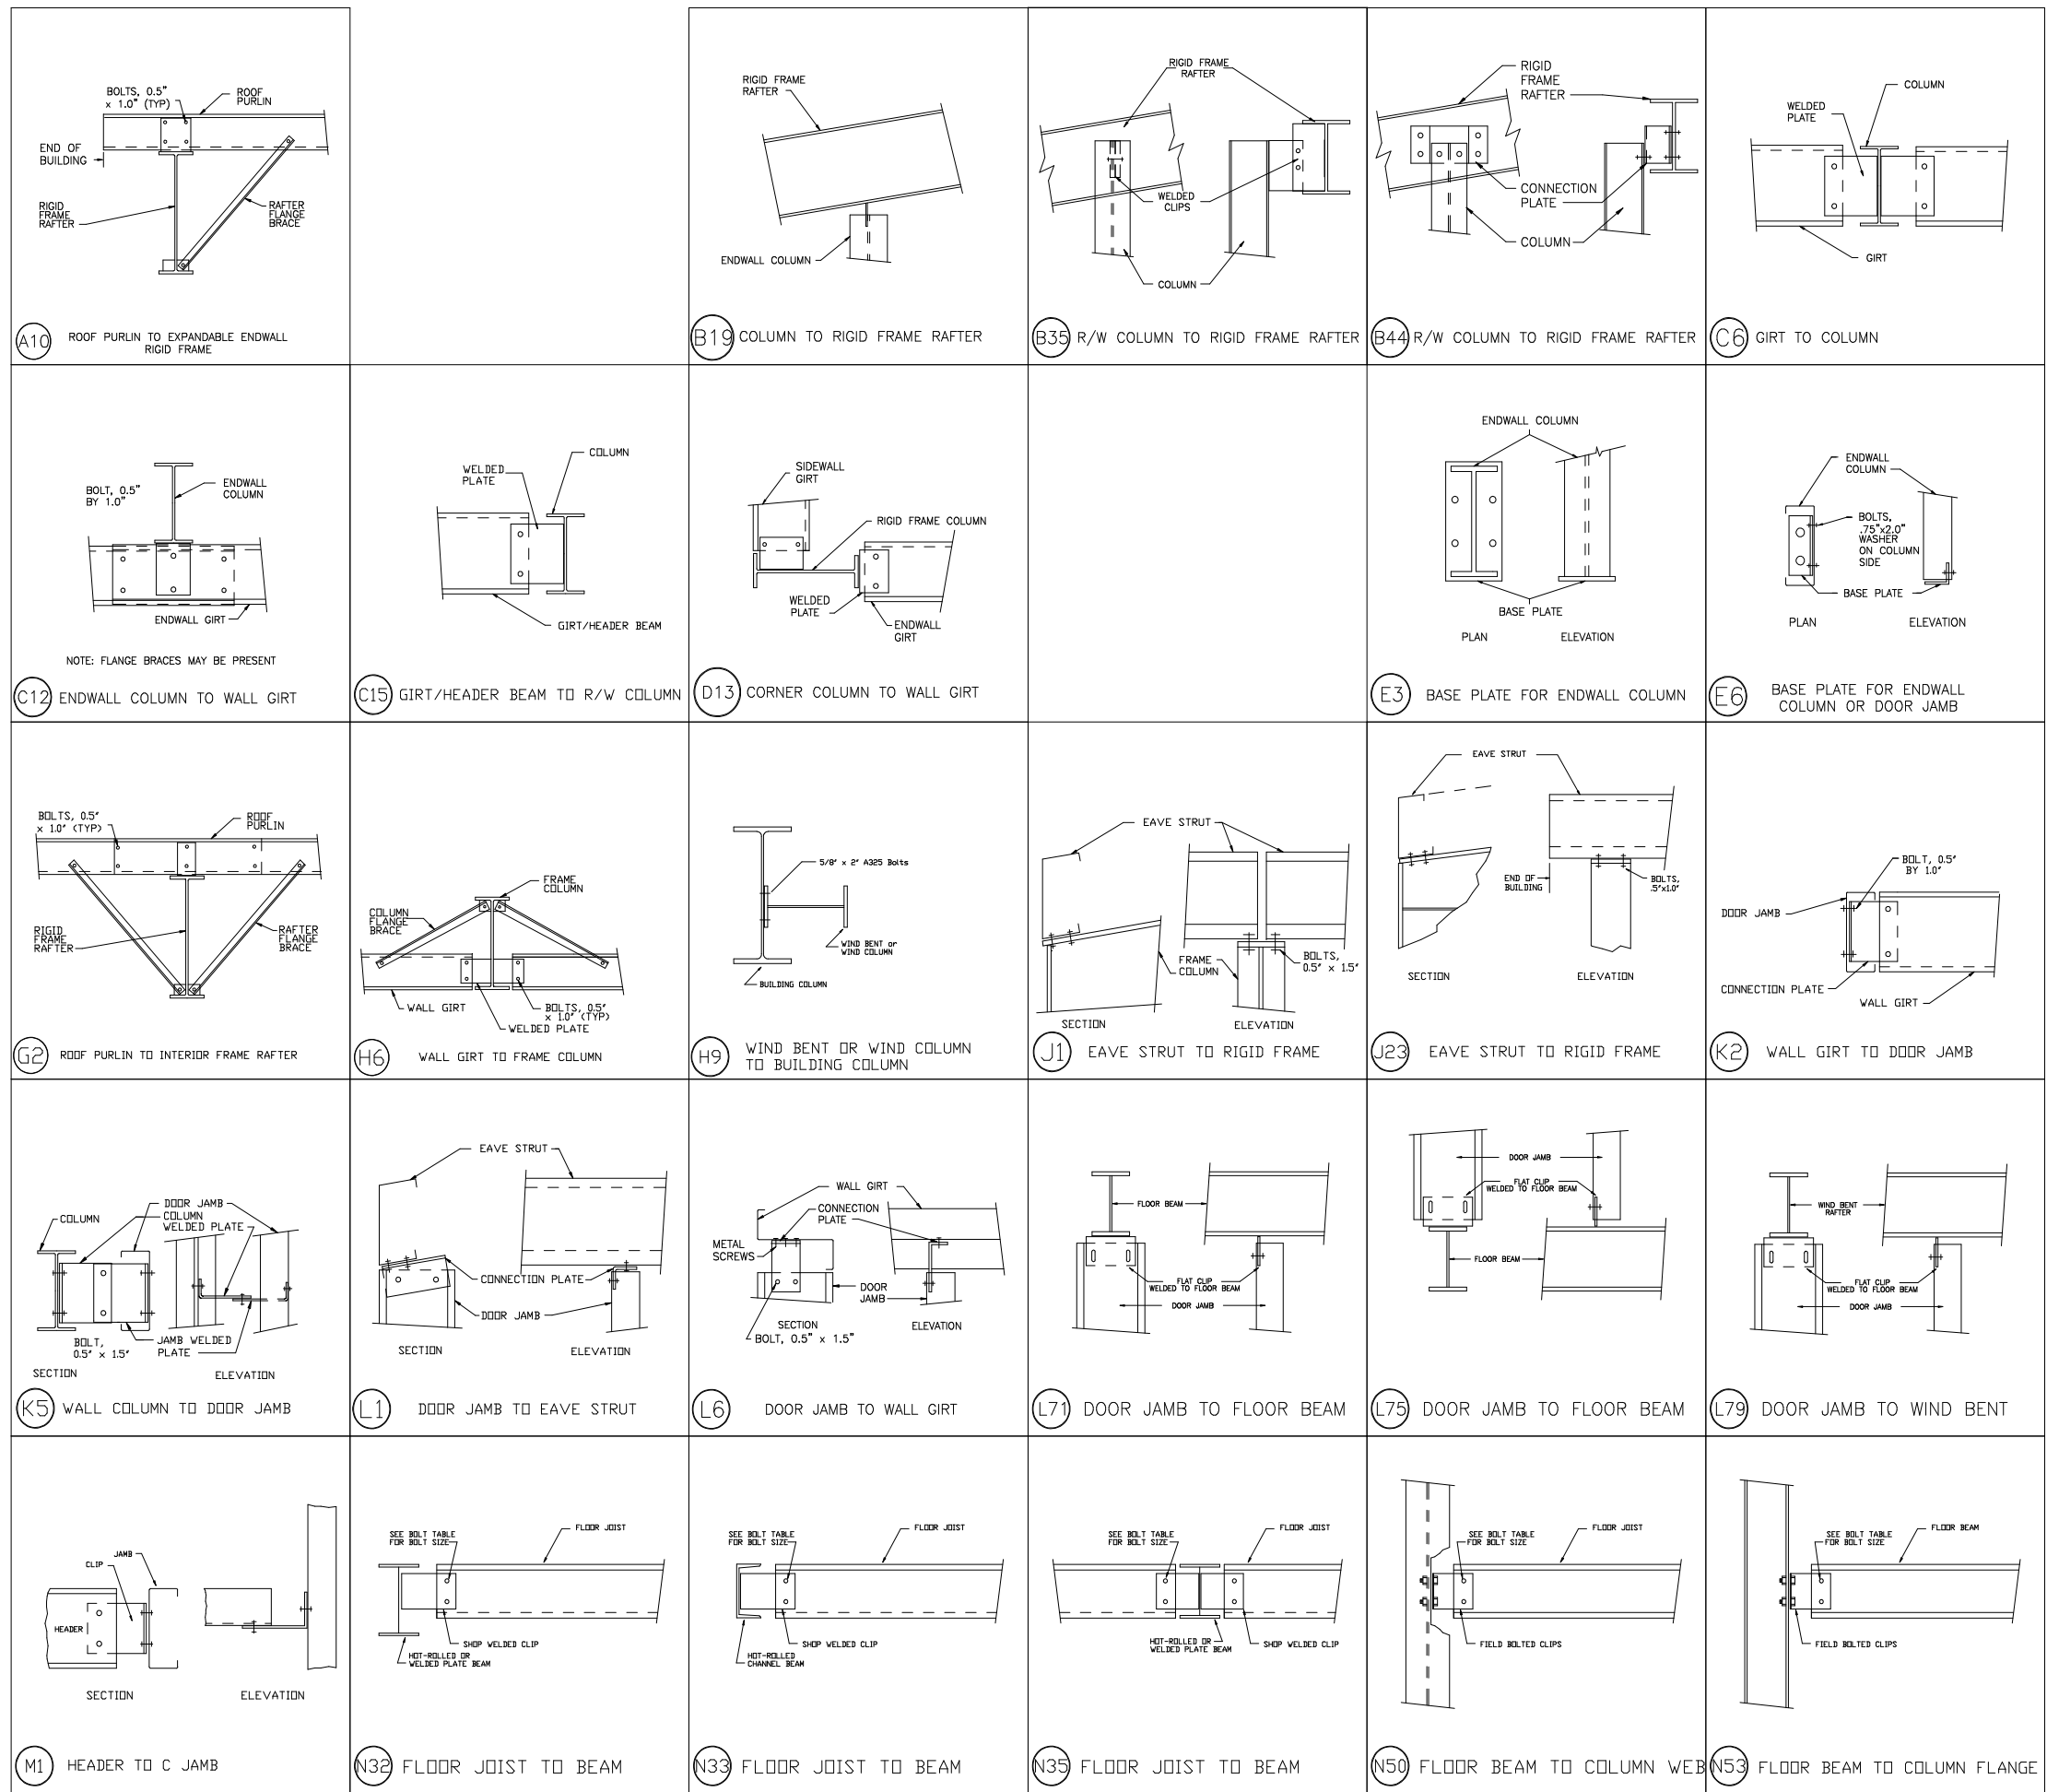 BOLTS, 0.5"
x 1.0" (TYP)
ROOF
PURLIN
END OF
BUILDING
RIGID
FRAME
RAFTER
RAFTER
FLANGE
BRACE
A10
ROOF PURLIN TO EXPANDABLE ENDWALL
RIGID FRAME
RIGID FRAME
RAFTER
ENDWALL COLUMN
B19
COLUMN TO RIGID FRAME RAFTER
RIGID FRAME
RAFTER
WELDED
CLIPS
COLUMN
B35
R/W COLUMN TO RIGID FRAME RAFTER
RIGID
FRAME
RAFTER
CONNECTION
PLATE
COLUMN
B44
R/W COLUMN TO RIGID FRAME RAFTER
COLUMN
WELDED
PLATE
GIRT
C6
GIRT TO COLUMN
BOLT, 0.5"
BY 1.0"
ENDWALL
COLUMN
ENDWALL GIRT
NOTE: FLANGE BRACES MAY BE PRESENT
C12
ENDWALL COLUMN TO WALL GIRT
COLUMN
WELDED
PLATE
GIRT/HEADER BEAM
C15
GIRT/HEADER BEAM TO R/W COLUMN
SIDEWALL
GIRT
RIGID FRAME COLUMN
WELDED
PLATE
ENDWALL
GIRT
D13
CORNER COLUMN TO WALL GIRT
ENDWALL COLUMN
BASE PLATE
PLAN
ELEVATION
E3
BASE PLATE FOR ENDWALL COLUMN
ENDWALL
COLUMN
BOLTS,
.75"x2.0"
WASHER
ON COLUMN
SIDE
BASE PLATE
PLAN
ELEVATION
E6
BASE PLATE FOR ENDWALL
COLUMN OR DOOR JAMB
BOLTS, 0.5"
x 1.0" (TYP)
ROOF
PURLIN
RIGID
FRAME
RAFTER
RAFTER
FLANGE
BRACE
G2
ROOF PURLIN TO INTERIOR FRAME RAFTER
FRAME
COLUMN
COLUMN
FLANGE
BRACE
WALL GIRT
BOLTS, 0.5"
x 1.0" (TYP)
WELDED PLATE
H6
WALL GIRT TO FRAME COLUMN
5/8" x 2" A325 Bolts
WIND BENT or
WIND COLUMN
BUILDING COLUMN
H9
WIND BENT OR WIND COLUMN
TO BUILDING COLUMN
EAVE STRUT
FRAME
COLUMN
BOLTS,
0.5" x 1.5"
SECTION
ELEVATION
J1
EAVE STRUT TO RIGID FRAME
EAVE STRUT
END OF
BUILDING
BOLTS,
.5"x1.0"
SECTION
ELEVATION
J23
EAVE STRUT TO RIGID FRAME
BOLT, 0.5"
BY 1.0"
DOOR JAMB
CONNECTION PLATE
WALL GIRT
K2
WALL GIRT TO DOOR JAMB
DOOR JAMB
COLUMN
COLUMN
WELDED PLATE
BOLT,
0.5" x 1.5"
JAMB WELDED
PLATE
SECTION
ELEVATION
K5
WALL COLUMN TO DOOR JAMB
EAVE STRUT
CONNECTION PLATE
DOOR JAMB
SECTION
ELEVATION
L1
DOOR JAMB TO EAVE STRUT
WALL GIRT
CONNECTION
PLATE
METAL
SCREWS
DOOR
JAMB
SECTION
ELEVATION
BOLT, 0.5" x 1.5"
L6
DOOR JAMB TO WALL GIRT
FLOOR BEAM
FLAT CLIP
WELDED TO FLOOR BEAM
DOOR JAMB
L71
DOOR JAMB TO FLOOR BEAM
DOOR JAMB
FLAT CLIP
WELDED TO FLOOR BEAM
FLOOR BEAM
L75
DOOR JAMB TO FLOOR BEAM
WIND BENT
RAFTER
FLAT CLIP
WELDED TO FLOOR BEAM
DOOR JAMB
L79
DOOR JAMB TO WIND BENT
JAMB
CLIP
HEADER
SECTION
ELEVATION
M1
HEADER TO C JAMB
SEE BOLT TABLE
FOR BOLT SIZE
FLOOR JOIST
SHOP WELDED CLIP
HOT-ROLLED OR
WELDED PLATE BEAM
N32
FLOOR JOIST TO BEAM
SEE BOLT TABLE
FOR BOLT SIZE
FLOOR JOIST
SHOP WELDED CLIP
HOT-ROLLED
CHANNEL BEAM
N33
FLOOR JOIST TO BEAM
SEE BOLT TABLE
FOR BOLT SIZE
FLOOR JOIST
HOT-ROLLED OR
WELDED PLATE BEAM
SHOP WELDED CLIP
N35
FLOOR JOIST TO BEAM
SEE BOLT TABLE
FOR BOLT SIZE
FLOOR JOIST
FIELD BOLTED CLIPS
N50
FLOOR BEAM TO COLUMN WEB
SEE BOLT TABLE
FOR BOLT SIZE
FLOOR BEAM
FIELD BOLTED CLIPS
N53
FLOOR BEAM TO COLUMN FLANGE